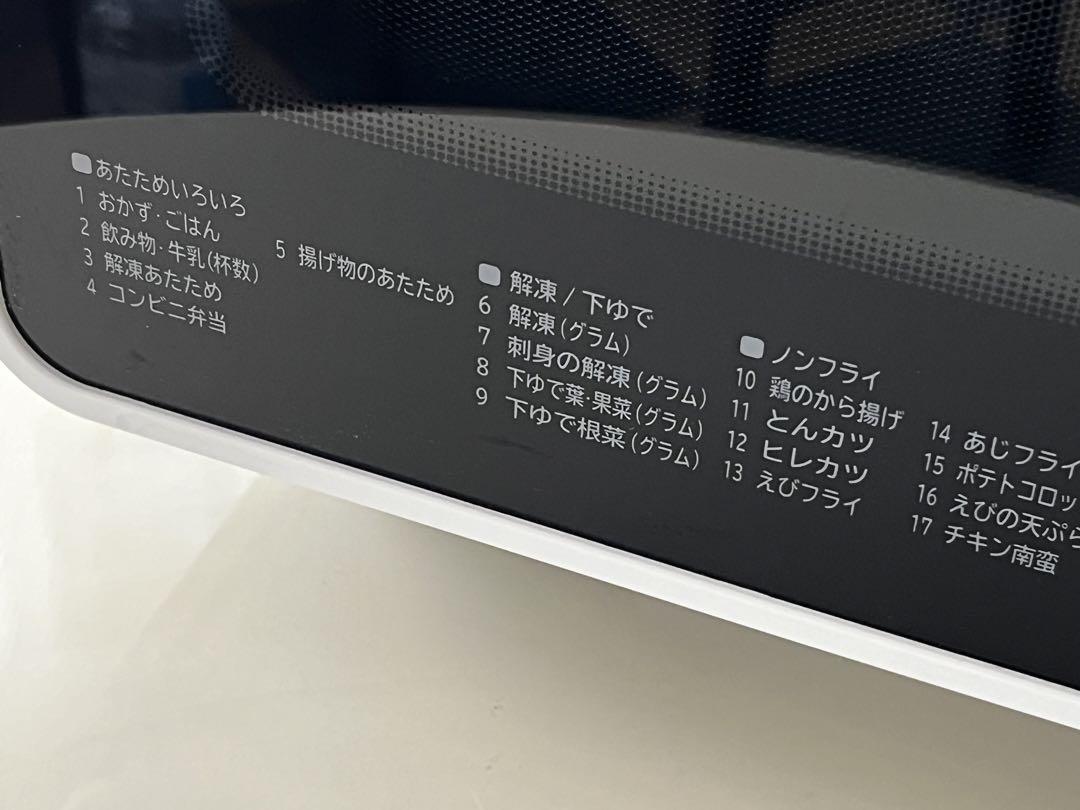 あたためいろいろ
1 おかず・ごはん
2 飲み物・牛乳(杯数)
3 解凍あたため
4 コンビニ弁当
5 揚げ物のあたため
解凍 / 下ゆで
6 解凍(グラム)
7 刺身の解凍(グラム)
8 下ゆで葉・果菜(グラム)
9 下ゆで根菜(グラム)
ノンフライ
10 鶏のから揚げ
11 とんカツ
12 ヒレカツ
13 えびフライ
14 あじフライ
15 ポテトコロッ
16 えびの天ぷら
17 チキン南蛮